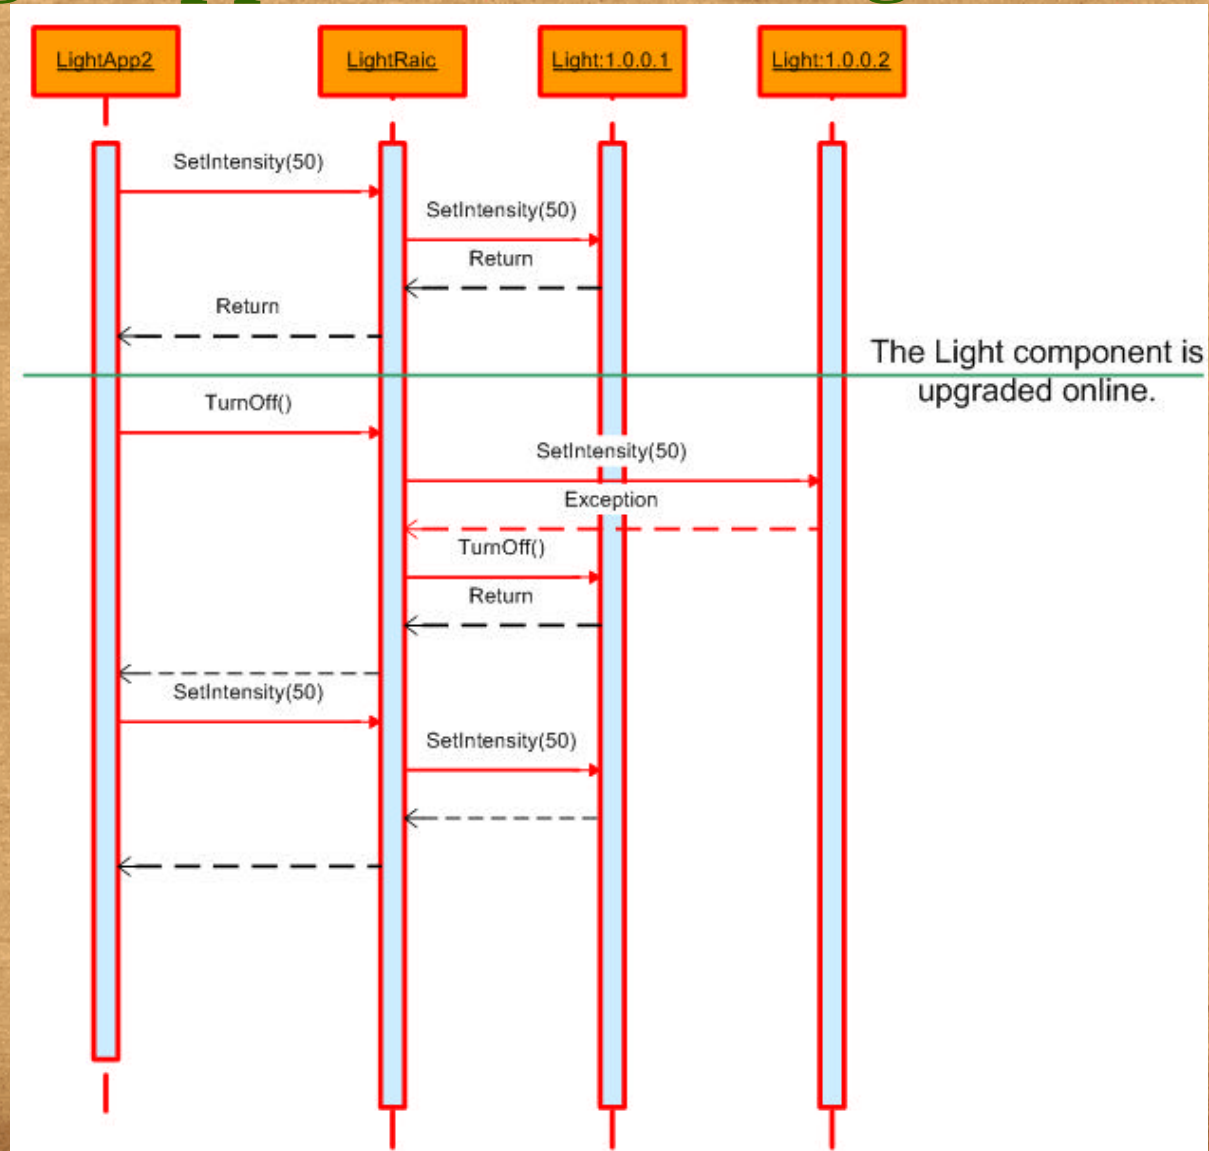 LightApp2
LightRaic
Light:1.0.0.1
Light:1.0.0.2
SetIntensity(50)
SetIntensity(50)
Return
Return
The Light component is
upgraded online.
TurnOff()
SetIntensity(50)
Exception
TurnOff()
Return
SetIntensity(50)
SetIntensity(50)